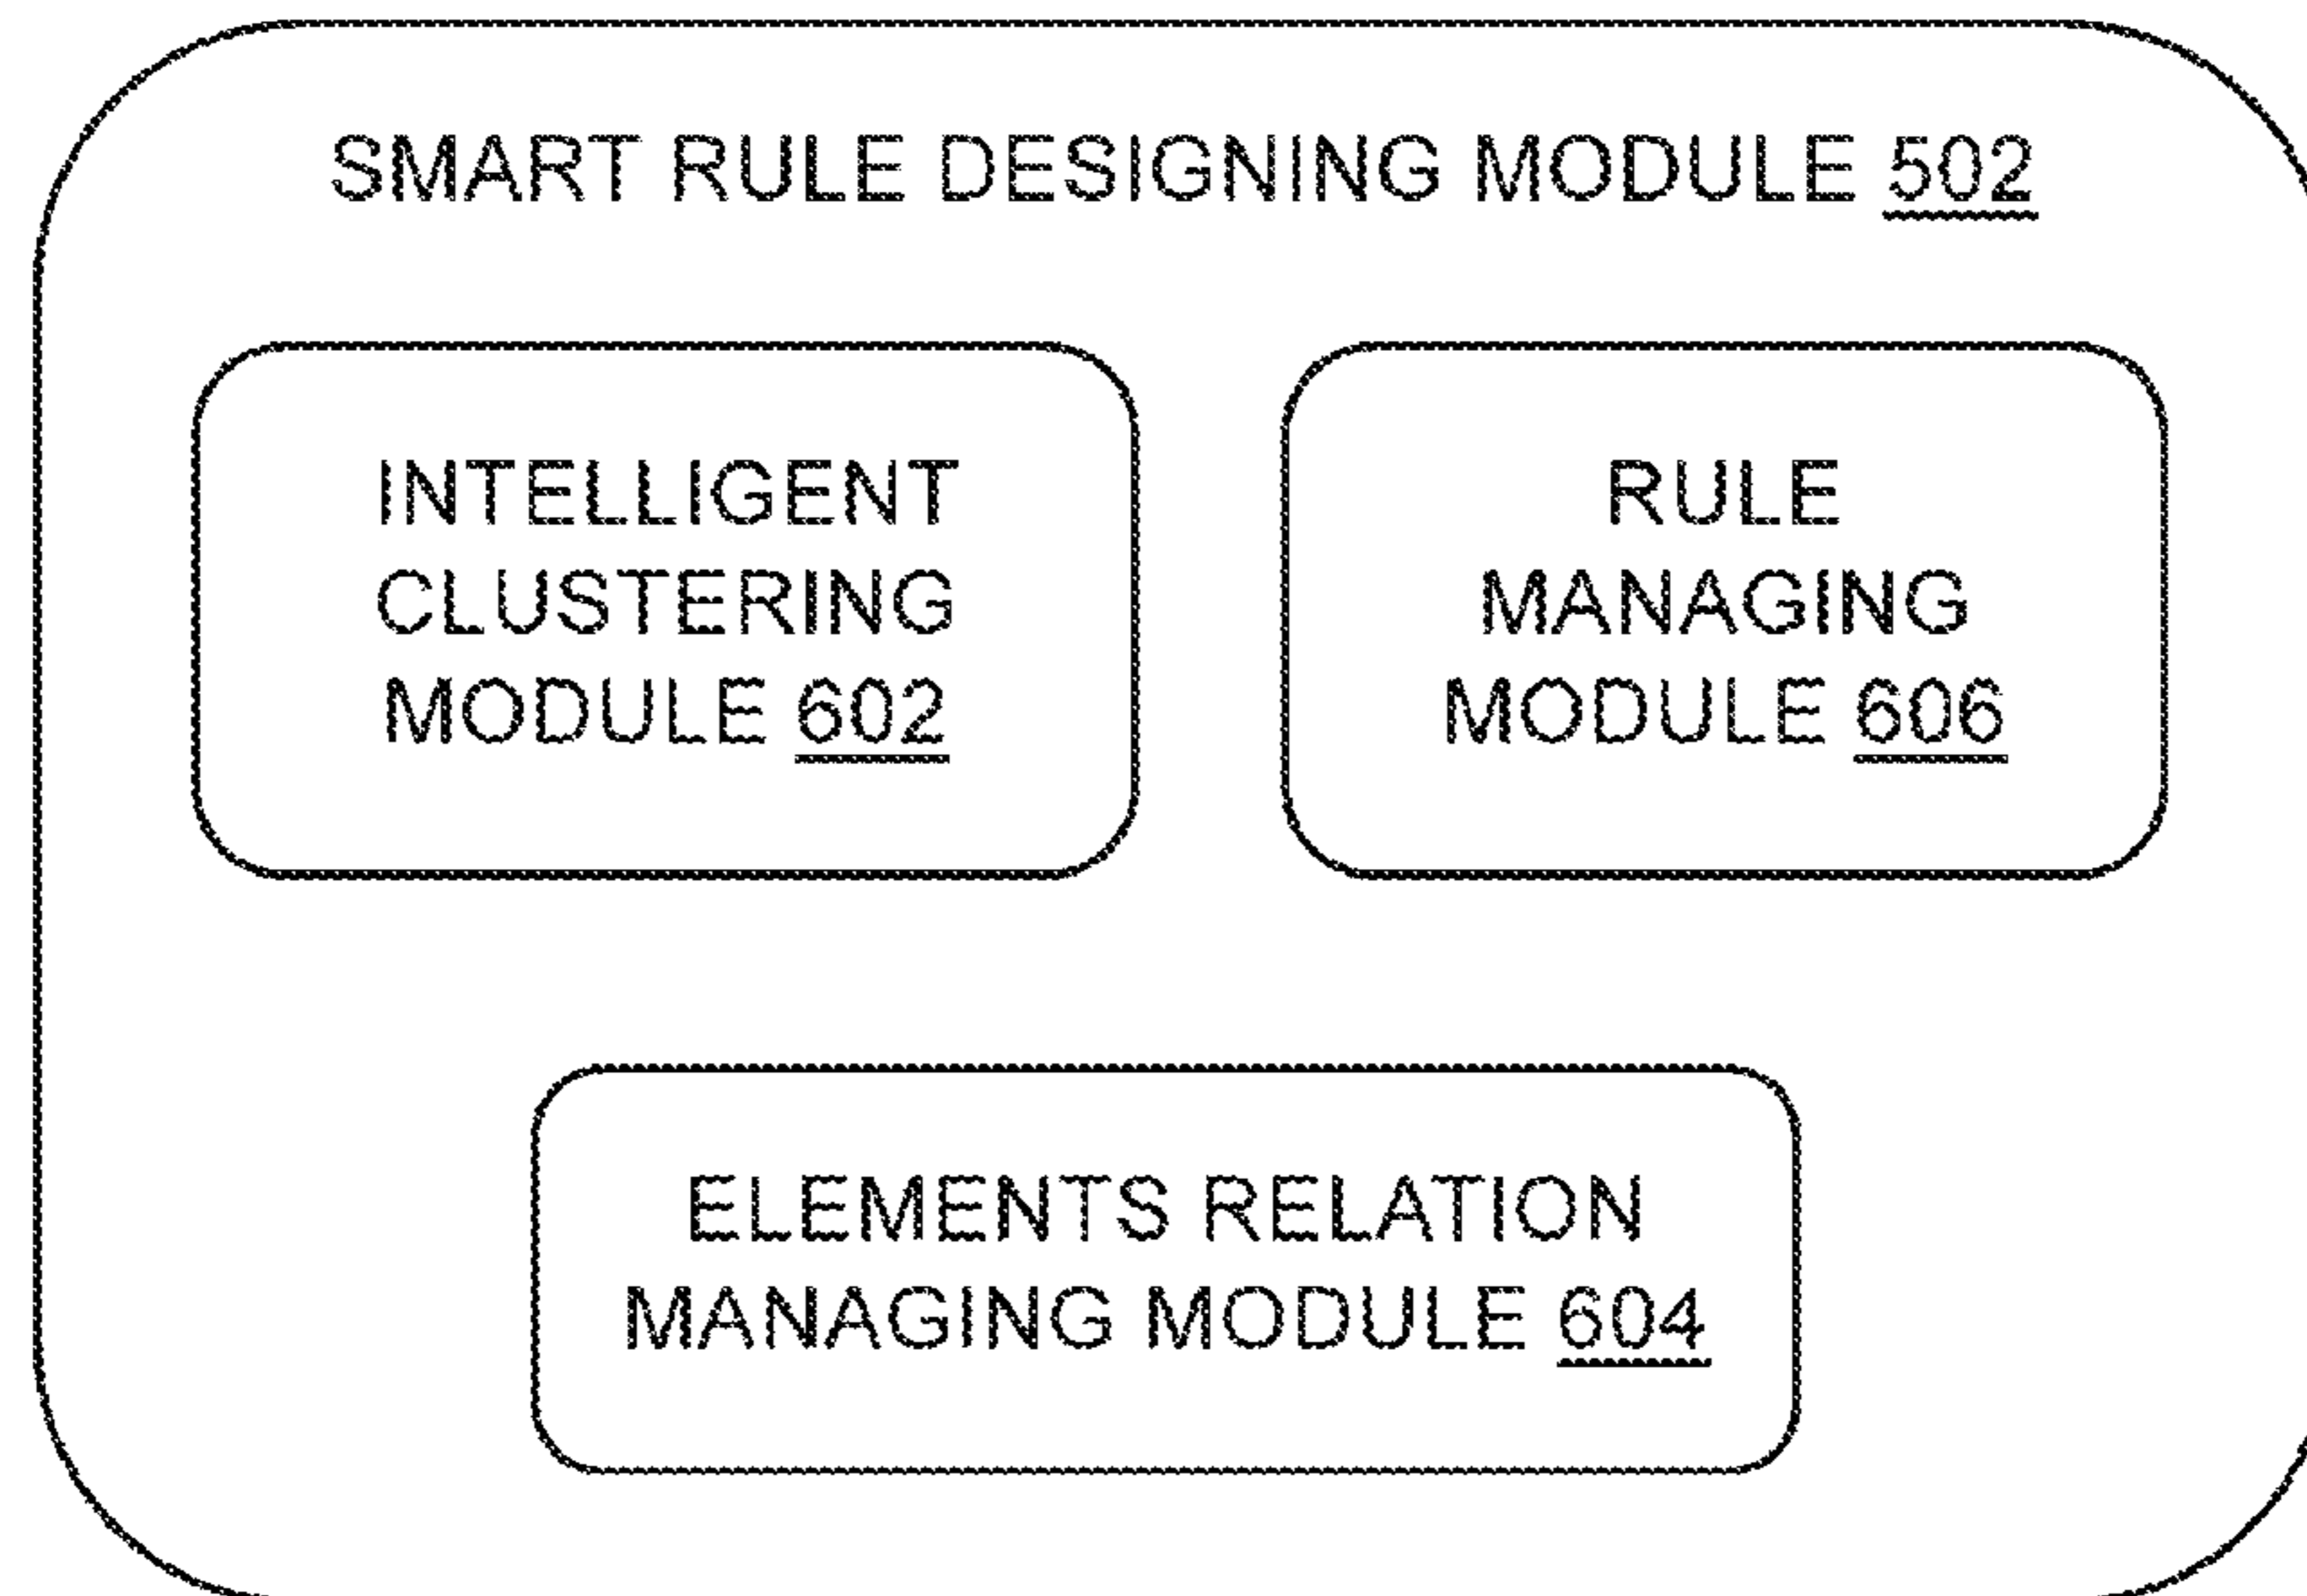 SMART RULE DESIGNING MODULE 502
INTELLIGENT
CLUSTERING
MODULE 602
RULE
MANAGING
MODULE 606
ELEMENTS RELATION
MANAGING MODULE 604